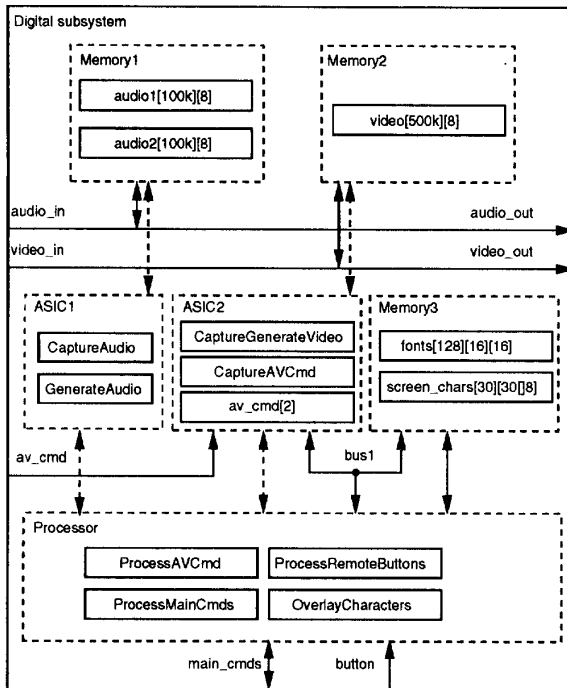 Digital subsystem
Memory1
audio1[100k][8]
audio2[100k][8]
Memory2
video[500k][8]
audio_in
audio_out
video_in
video_out
ASIC1
CaptureAudio
GenerateAudio
ASIC2
CaptureGenerateVideo
CaptureAVCmd
av_cmd[2]
Memory3
fonts[128][16][16]
screen_chars[30][30[]8]
av_cmd
bus1
Processor
ProcessAVCmd
ProcessRemoteButtons
ProcessMainCmds
OverlayCharacters
main_cmds
button